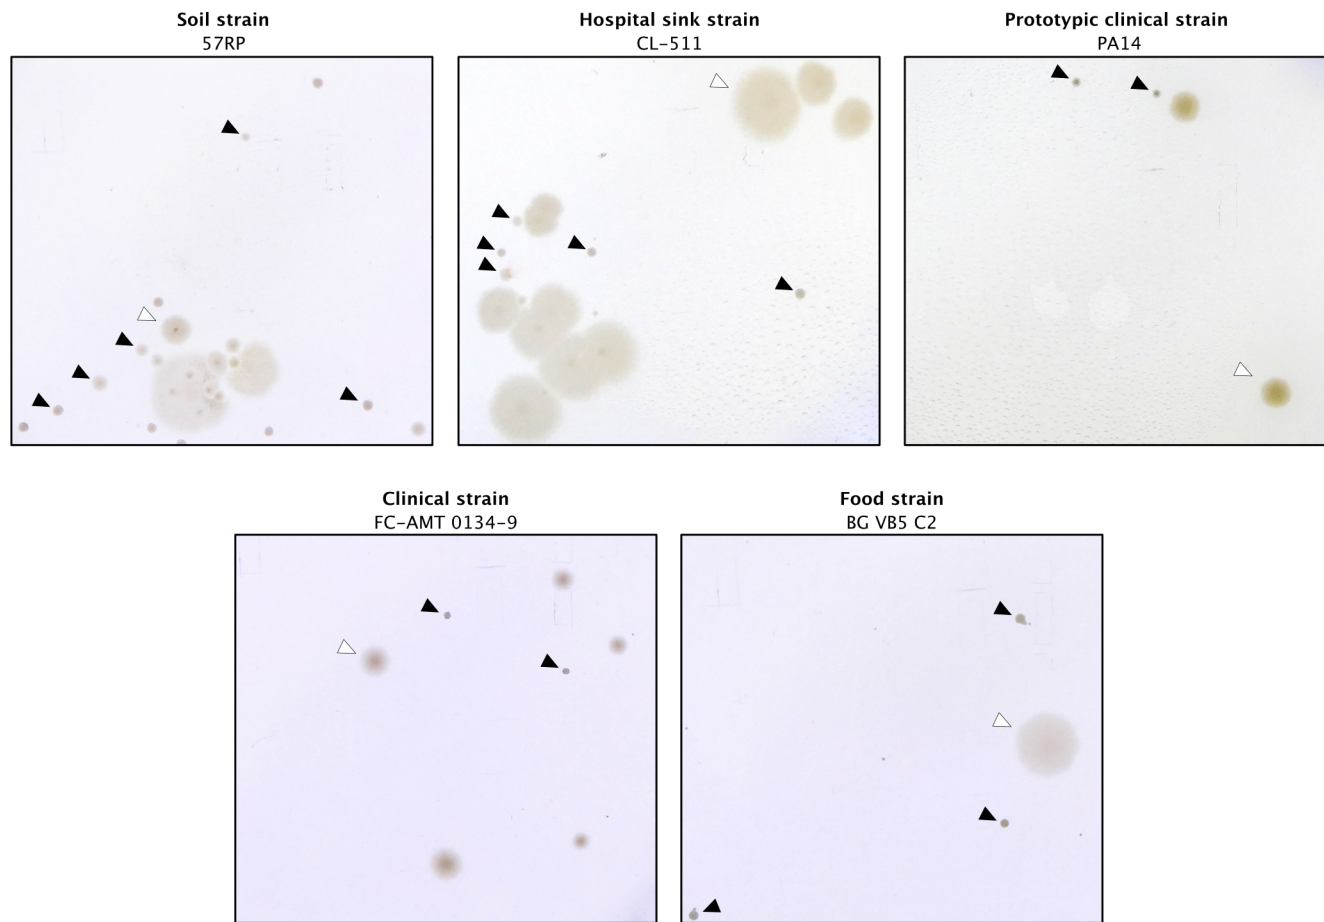 Soil strain
57RP
Hospital sink strain
CL-511
Prototypic clinical strain
PA14
Clinical strain
FC-AMT 0134-9
Food strain
BG VB5 C2